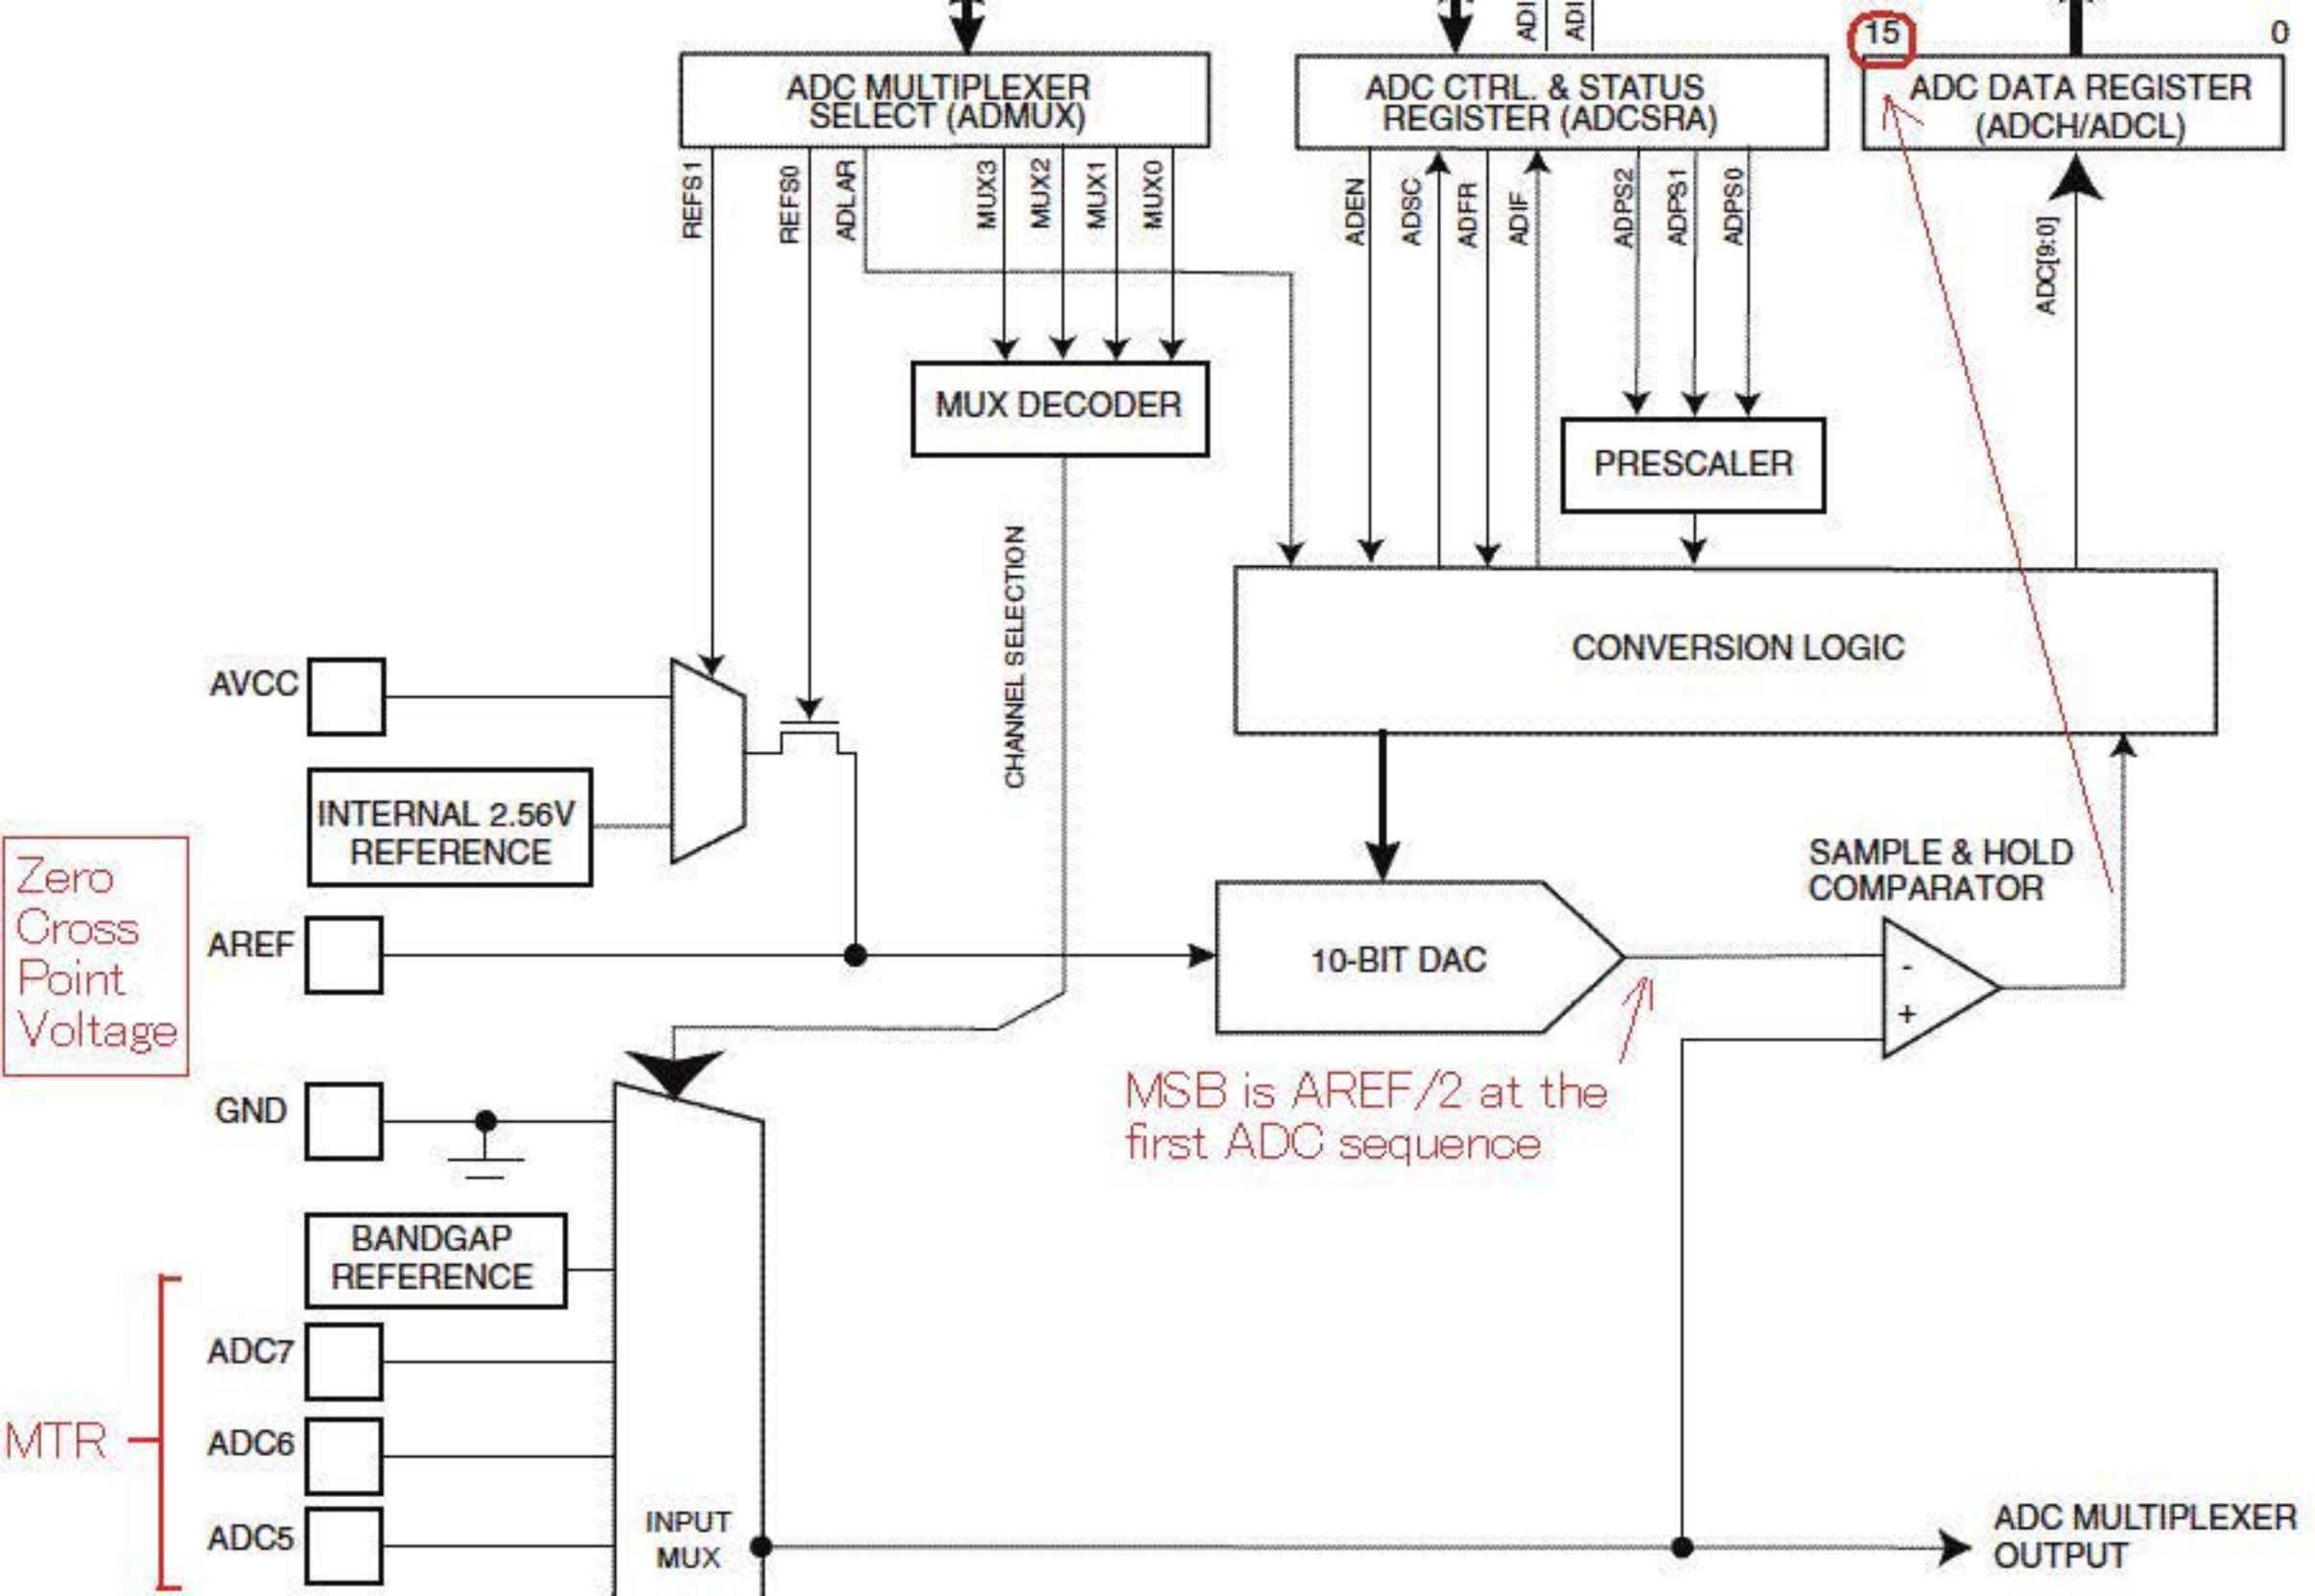 ADI
ADI
15
0
ADC MULTIPLEXER
SELECT (ADMUX)
ADC CTRL. & STATUS
REGISTER (ADCSRA)
ADC DATA REGISTER
(ADCH/ADCL)
REFS1
REFS0
ADLAR
MUX3
MUX2
MUX1
MUX0
ADEN
ADSC
ADFR
ADIF
ADPS2
ADPS1
ADPS0
ADC[9:0]
MUX DECODER
PRESCALER
CHANNEL SELECTION
CONVERSION LOGIC
AVCC
INTERNAL 2.56V
REFERENCE
Zero
Cross
Point
Voltage
AREF
SAMPLE & HOLD
COMPARATOR
10-BIT DAC
-
+
MSB is AREF/2 at the
first ADC sequence
GND
BANDGAP
REFERENCE
ADC7
MTR
ADC6
ADC5
INPUT
MUX
ADC MULTIPLEXER
OUTPUT